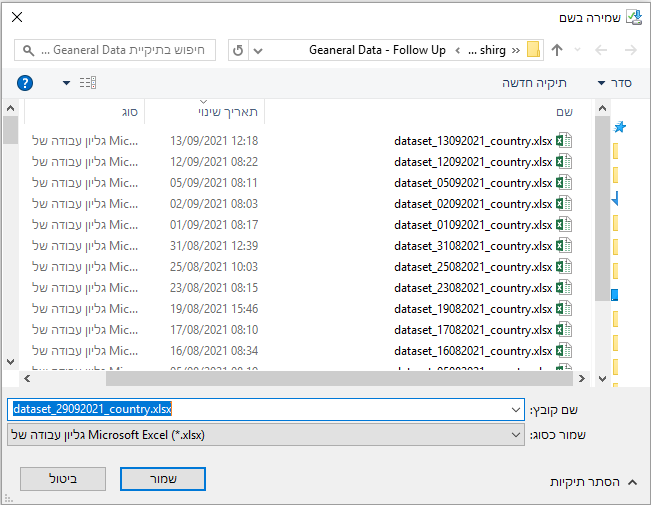 שמירה בשם
shirg ... Geaneral Data - Follow Up
חיפוש בתיקיית Geaneral Data ...
סדר
תיקיה חדשה
?
שם תאריך שינוי סוג
dataset_13092021_country.xlsx 13/09/2021 12:18 גליון עבודה של Mic...
dataset_12092021_country.xlsx 12/09/2021 08:22 גליון עבודה של Mic...
dataset_05092021_country.xlsx 05/09/2021 08:11 גליון עבודה של Mic...
dataset_02092021_country.xlsx 02/09/2021 08:03 גליון עבודה של Mic...
dataset_01092021_country.xlsx 01/09/2021 08:17 גליון עבודה של Mic...
dataset_31082021_country.xlsx 31/08/2021 12:39 גליון עבודה של Mic...
dataset_25082021_country.xlsx 25/08/2021 10:03 גליון עבודה של Mic...
dataset_23082021_country.xlsx 23/08/2021 08:15 גליון עבודה של Mic...
dataset_19082021_country.xlsx 19/08/2021 15:46 גליון עבודה של Mic...
dataset_17082021_country.xlsx 17/08/2021 08:10 גליון עבודה של Mic...
dataset_16082021_country.xlsx 16/08/2021 08:34 גליון עבודה של Mic...
שם קובץ: dataset_29092021_country.xlsx
שמור כסוג: גליון עבודה של Microsoft Excel (*.xlsx)
הסתר תיקיות
שמור
ביטול